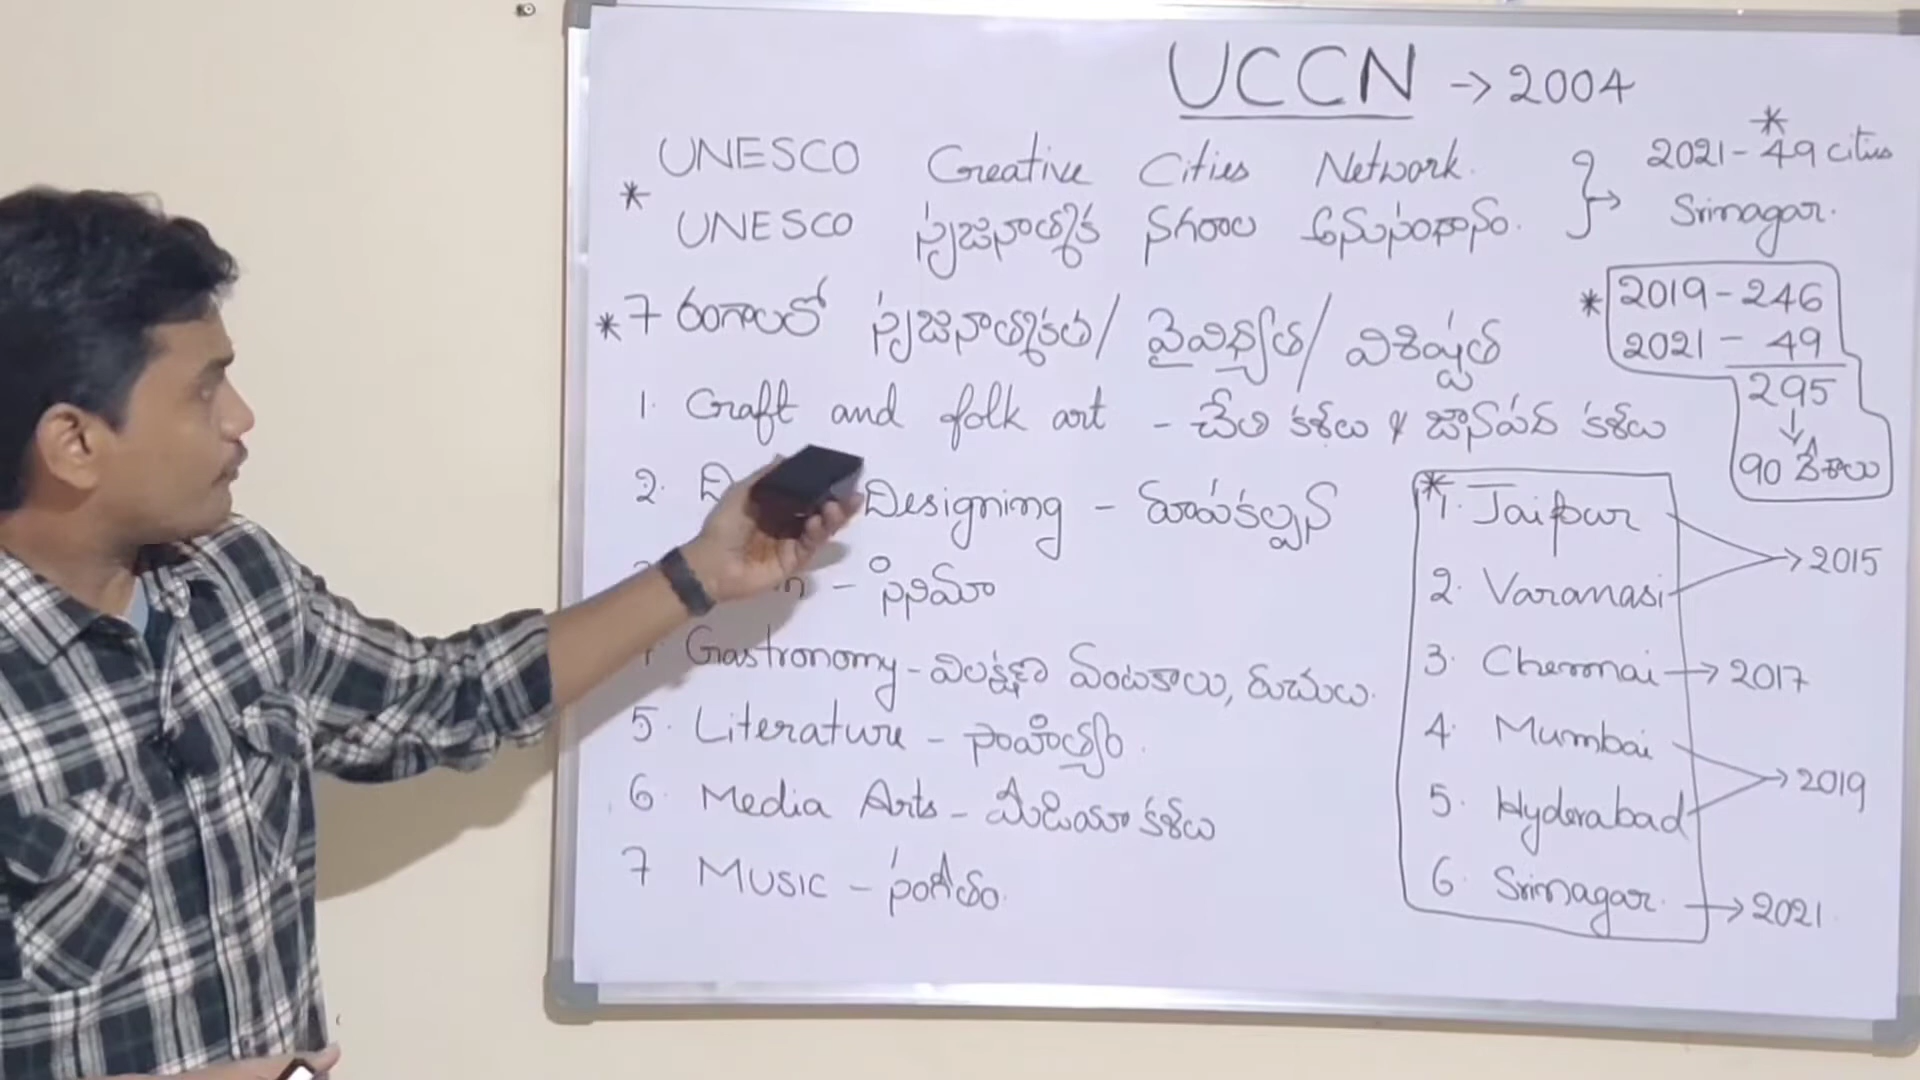 UCCN → 2004
UNESCO Creative Cities Network.
UNESCO సృజనాత్మక నగరాల అనుసంధానం.
2021 - 49 cities
Srinagar.
* 7 రంగాలలో సృజనాత్మకత / వైవిధ్యత / విశిష్టత
* 2019 - 246
2021 - 49
295
↓
90 దేశాలు
1. Craft and folk art - చేతి కళలు & జానపద కళలు
2. Designing - రూపకల్పన
- సినిమా
Gastronomy - విలక్షణ వంటకాలు, రుచులు.
5. Literature - సాహిత్యం.
6. Media Arts - మీడియా కళలు
7 MUSIC - సంగీతం.
* 1. Jaipur
2. Varanasi → 2015
3. Chennai → 2017
4. Mumbai
5. Hyderabad → 2019
6. Srinagar. → 2021.